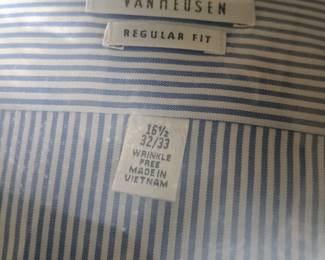 VANHEUSEN
REGULAR FIT
16½
32/33
WRINKLE
FREE
MADE IN
VIETNAM